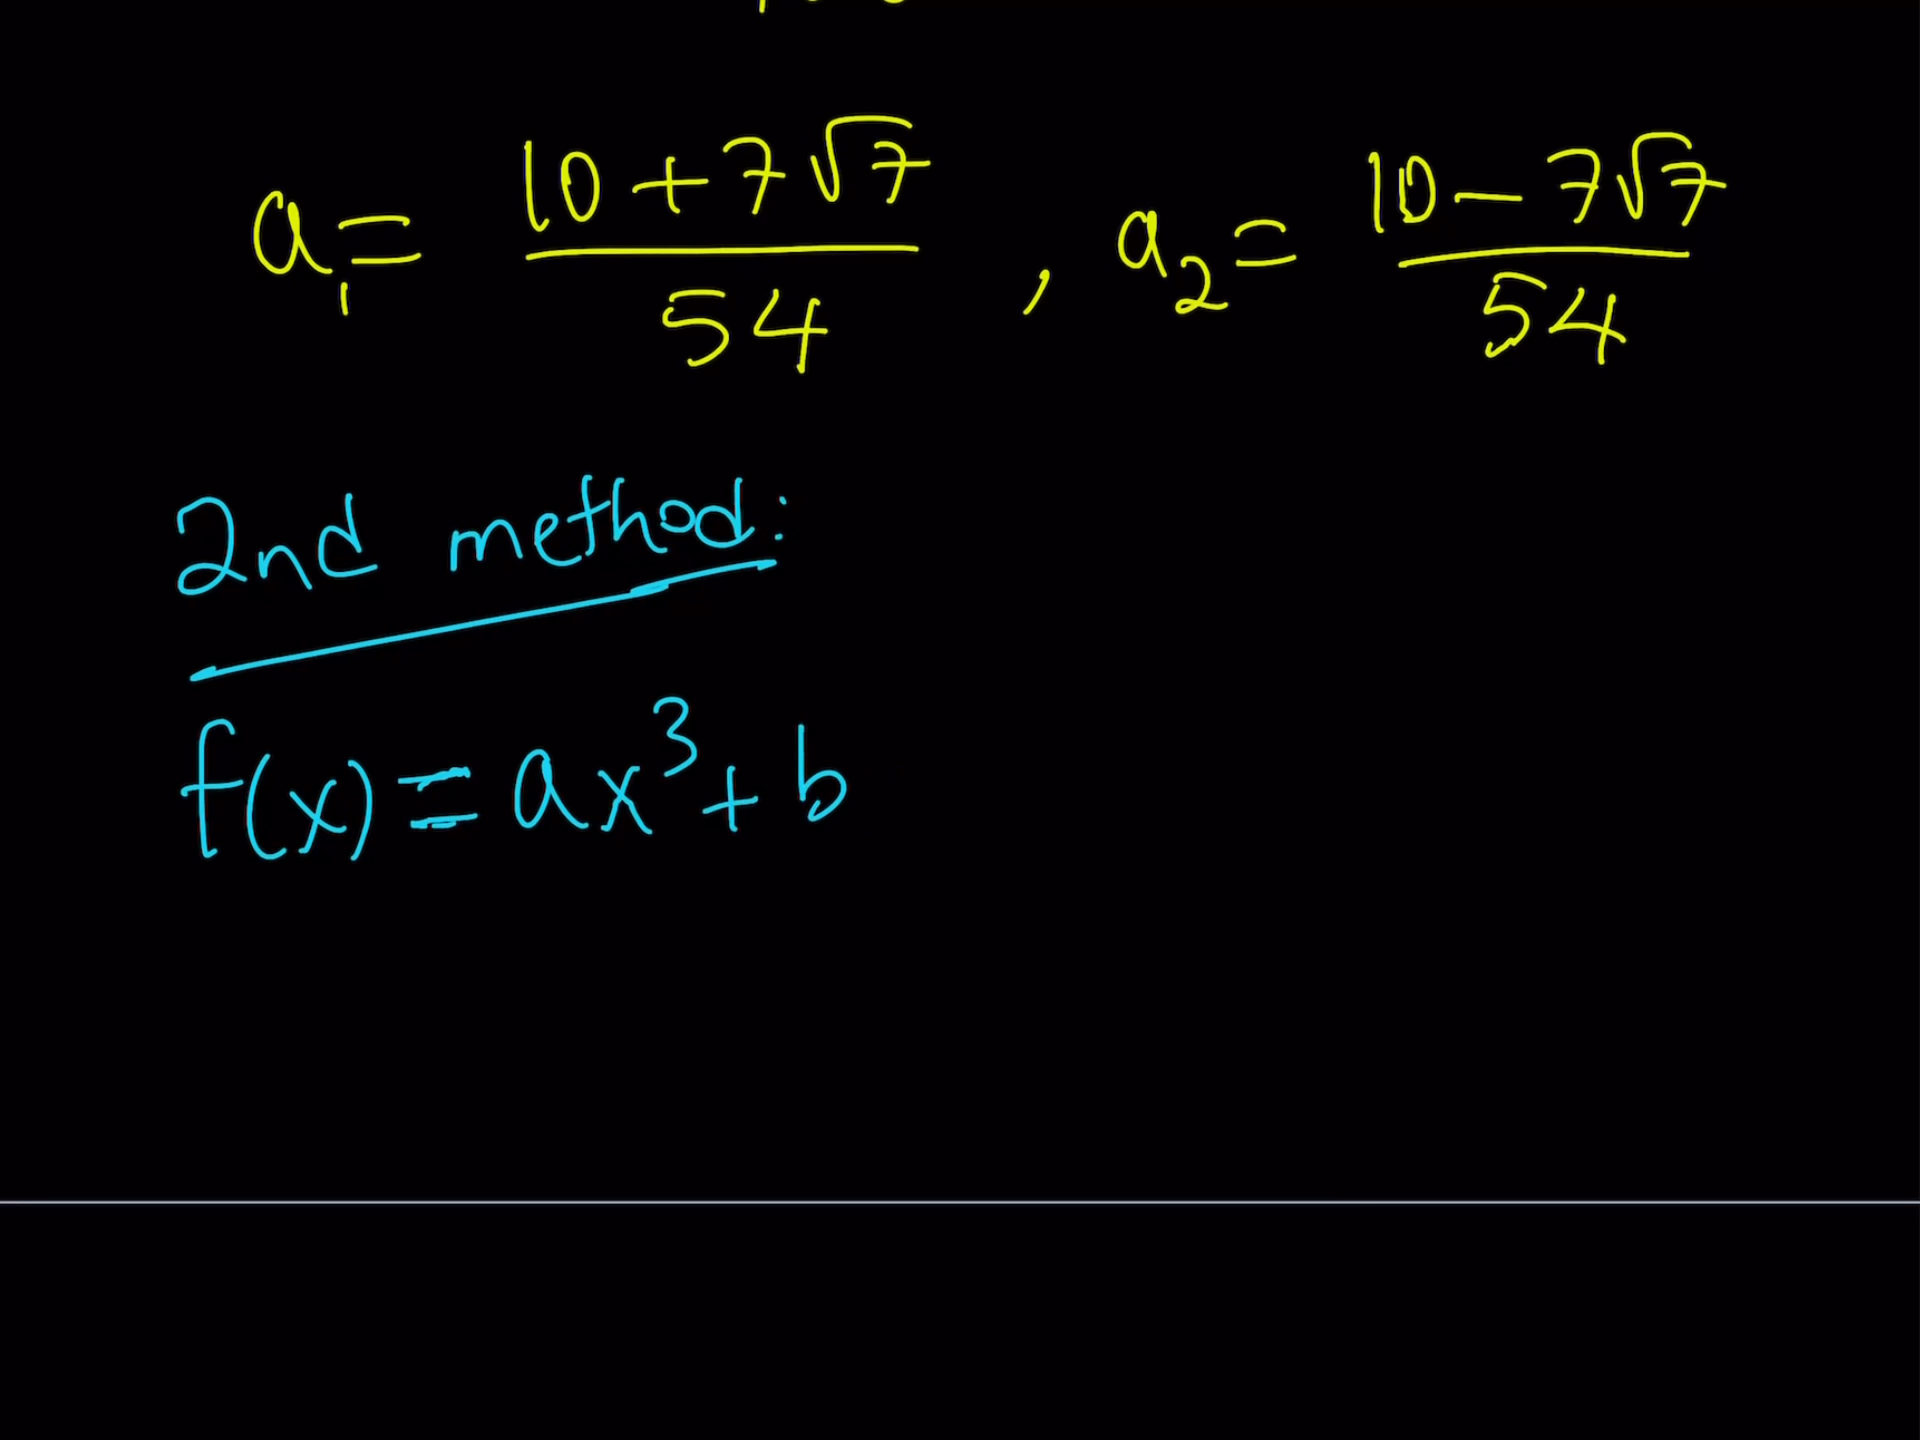 a₁ = (10 + 7√7)/54 , a₂ = (10 − 7√7)/54
2nd method:
f(x) = ax³ + b